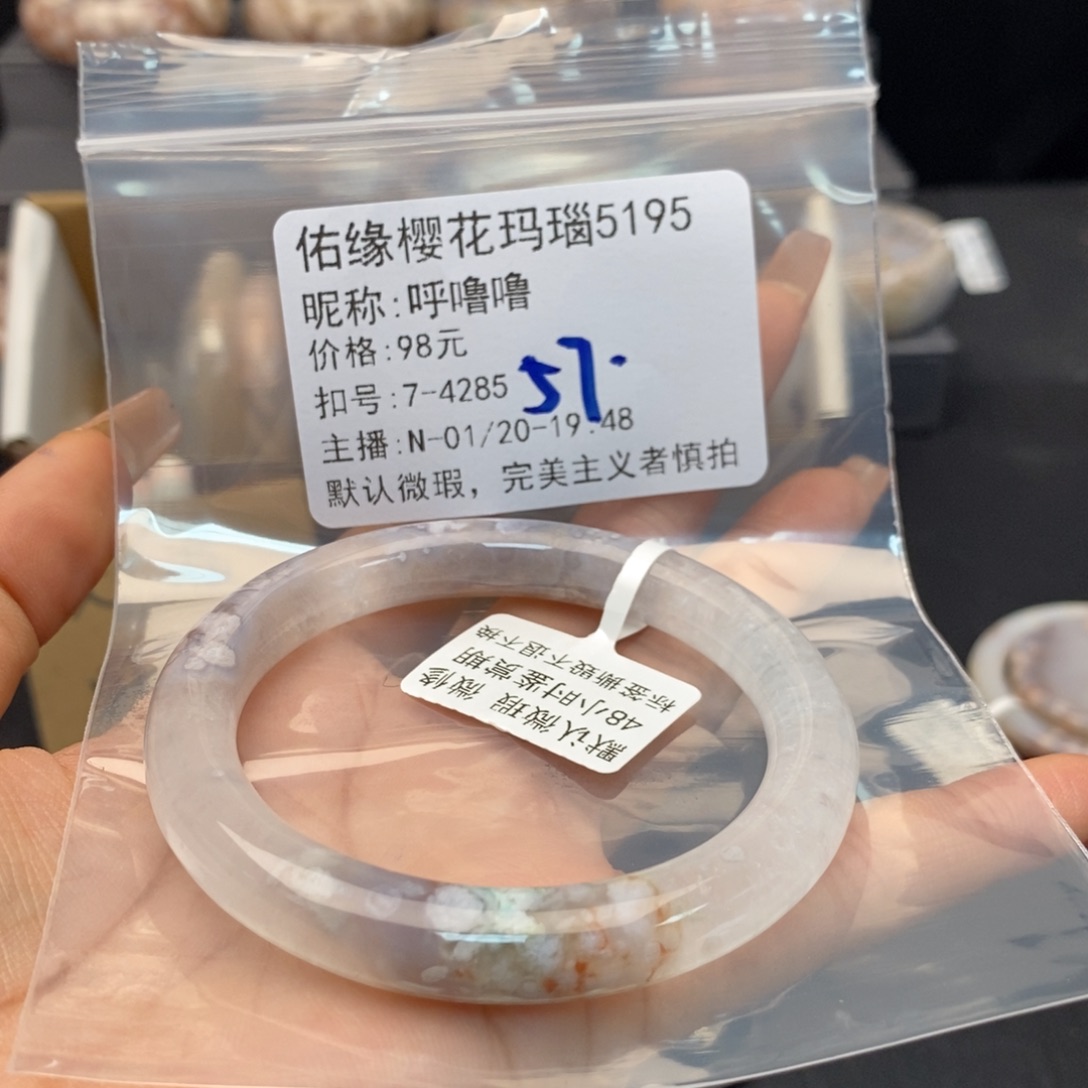 佑缘樱花玛瑙5195
昵称:呼噜噜
价格:98元
扣号:7-4285
57.
主播:N-01/20-19:48
默认微瑕，完美主义者慎拍
默认微瑕 微修
48小时鉴赏期
标签撕毁不退不换